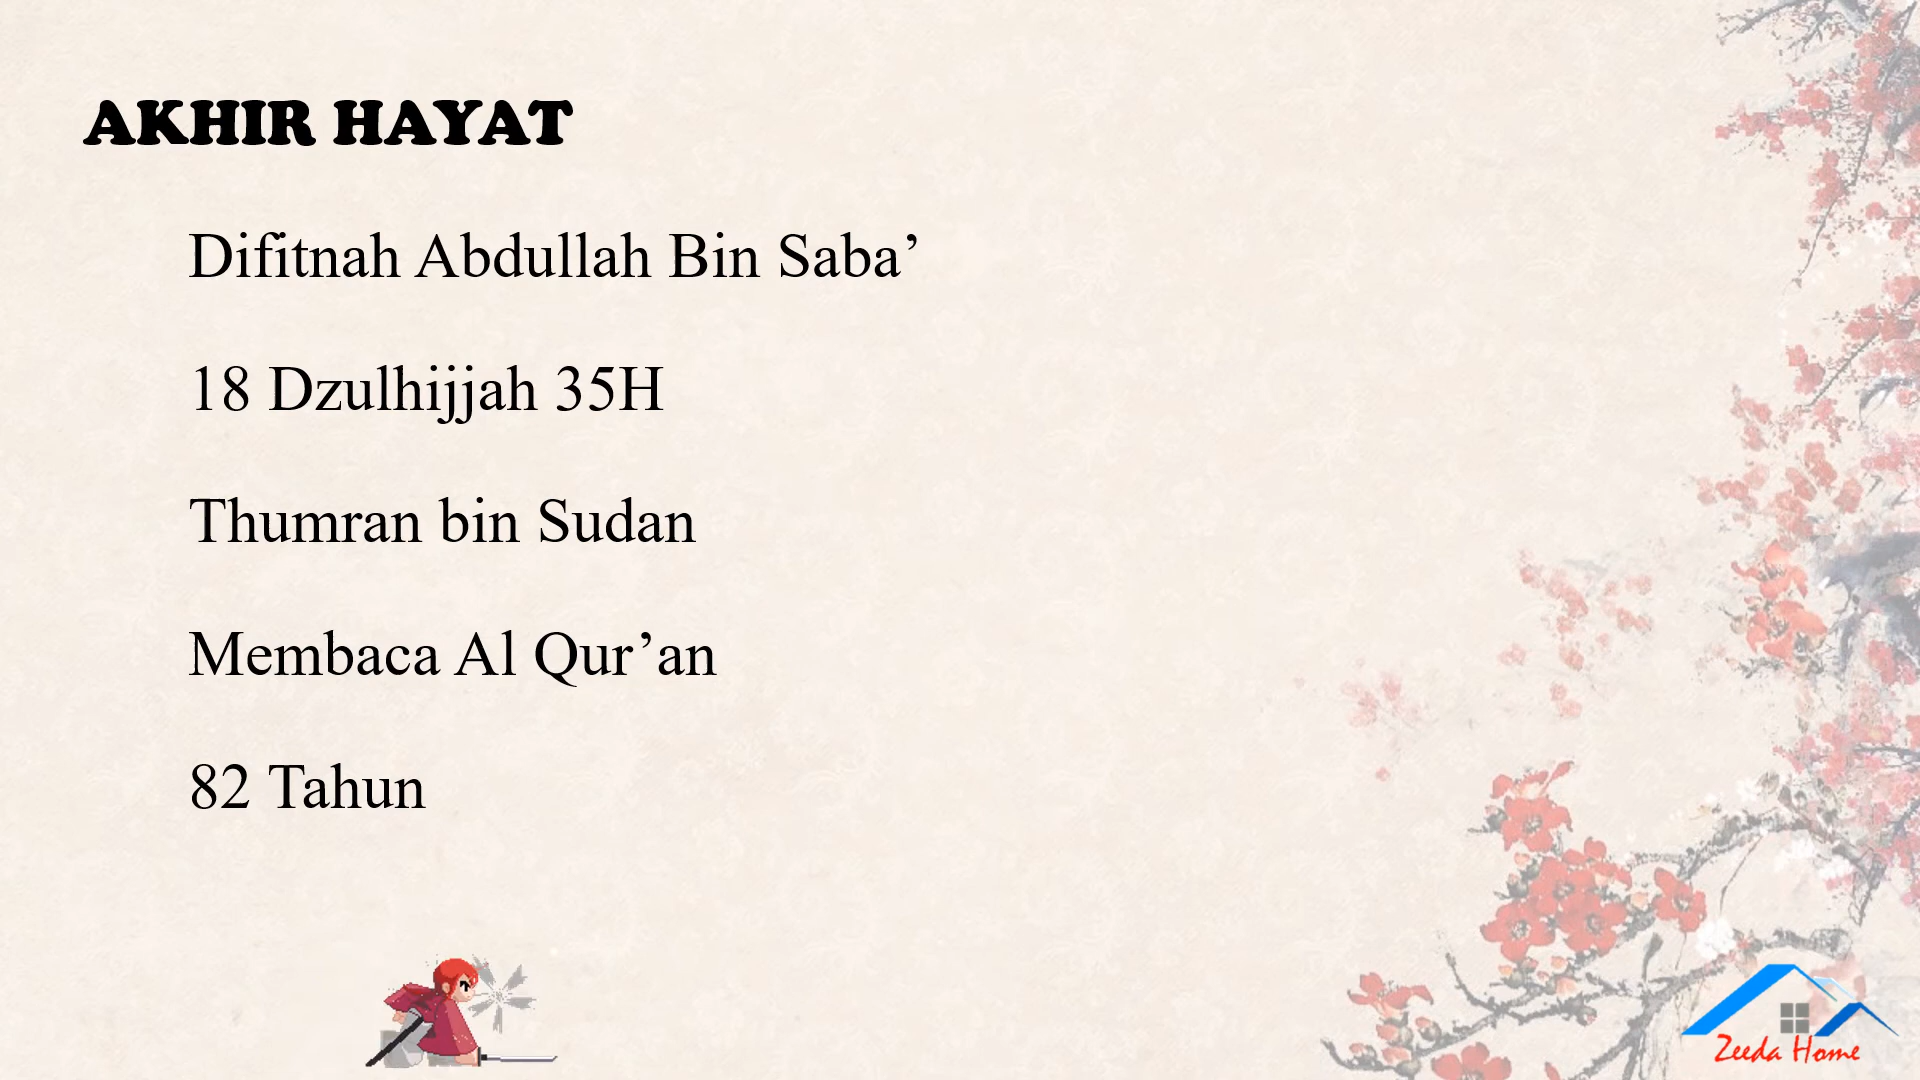 AKHIR HAYAT
Difitnah Abdullah Bin Saba’
18 Dzulhijjah 35H
Thumran bin Sudan
Membaca Al Qur’an
82 Tahun
Zeeda Home